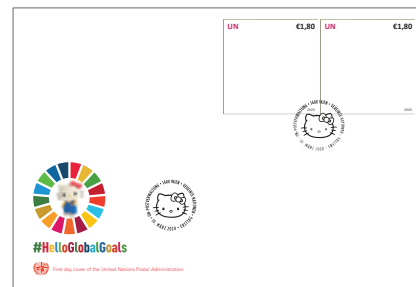 UN €1,80
UN €1,80
2020
2020
#HelloGlobalGoals
First day cover of the United Nations Postal Administration